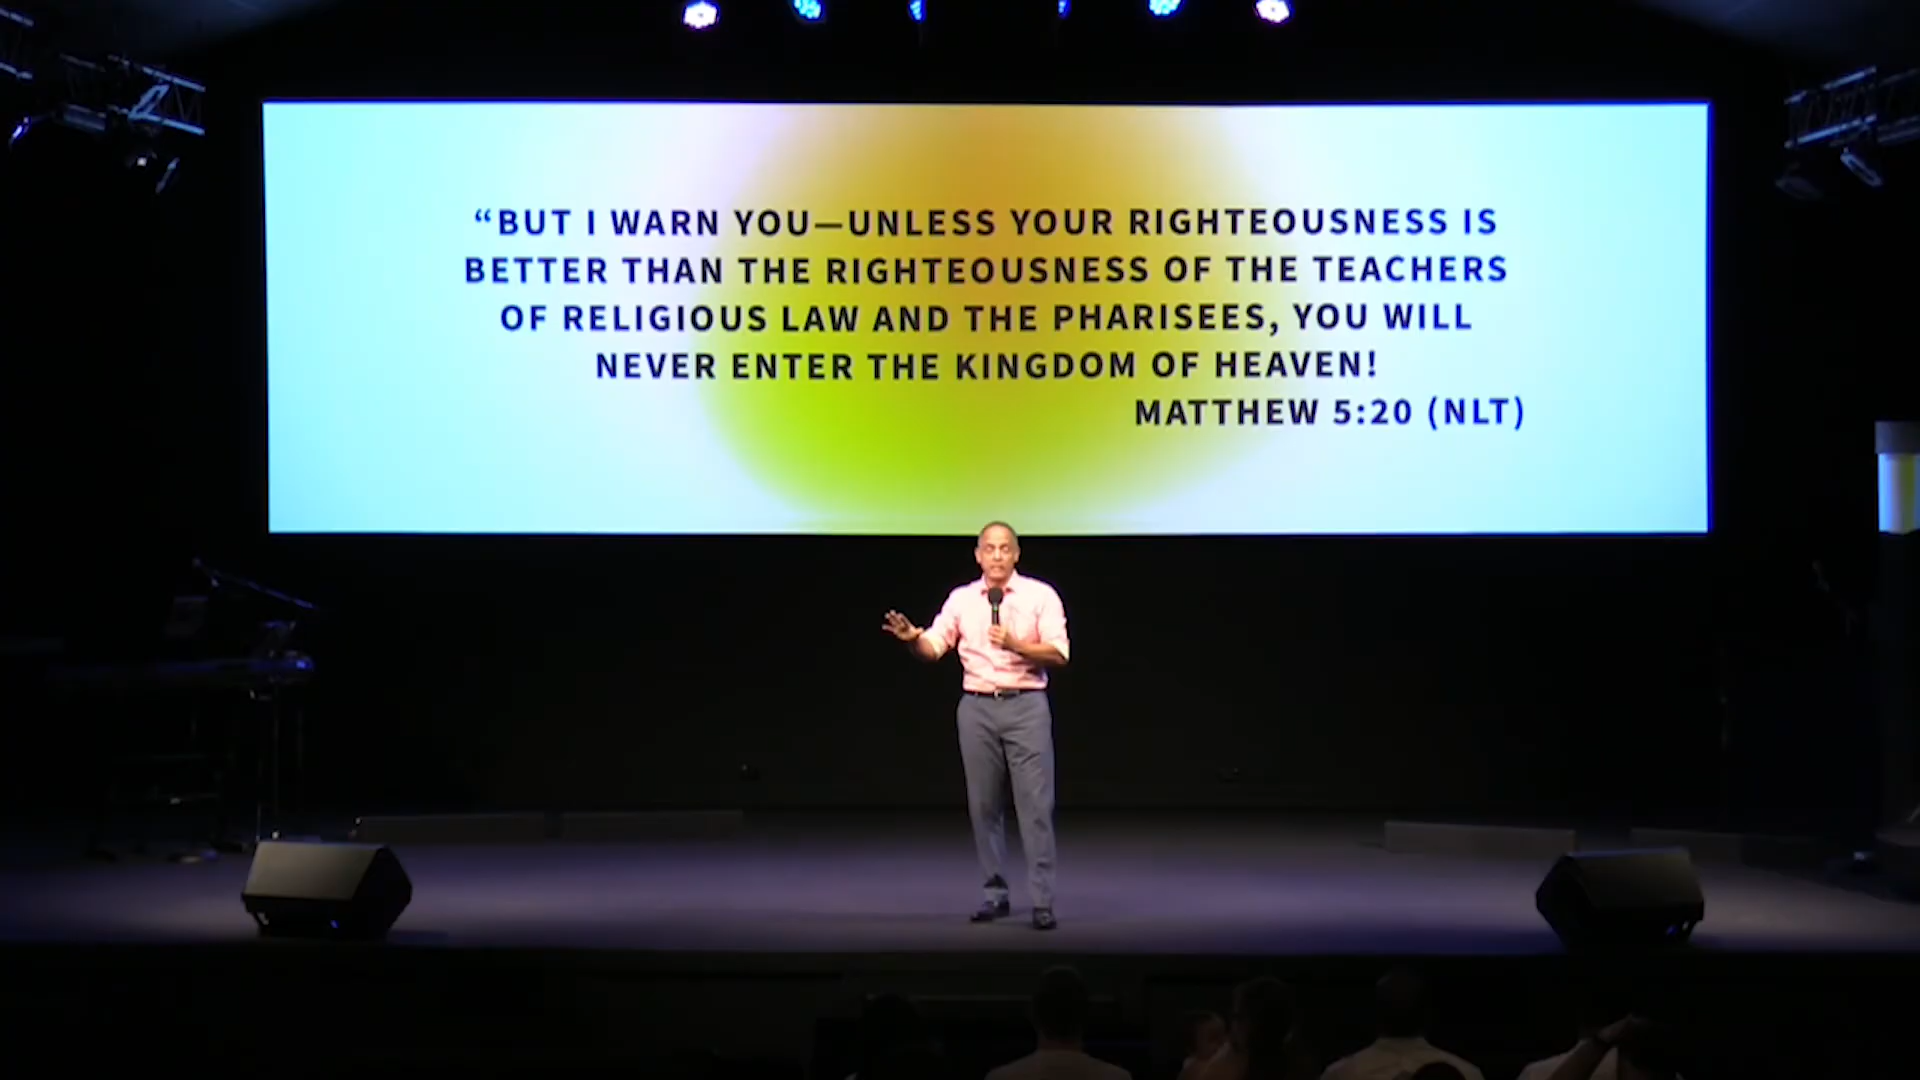 “BUT I WARN YOU—UNLESS YOUR RIGHTEOUSNESS IS
BETTER THAN THE RIGHTEOUSNESS OF THE TEACHERS
OF RELIGIOUS LAW AND THE PHARISEES, YOU WILL
NEVER ENTER THE KINGDOM OF HEAVEN!
MATTHEW 5:20 (NLT)